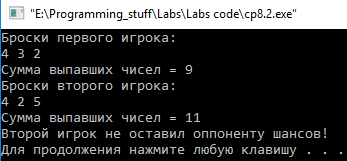 "E:\Programming_stuff\Labs\Labs code\cp8.2.exe"
Броски первого игрока:
4 3 2
Сумма выпавших чисел = 9
Броски второго игрока:
4 2 5
Сумма выпавших чисел = 11
Второй игрок не оставил оппоненту шансов!
Для продолжения нажмите любую клавишу . . .